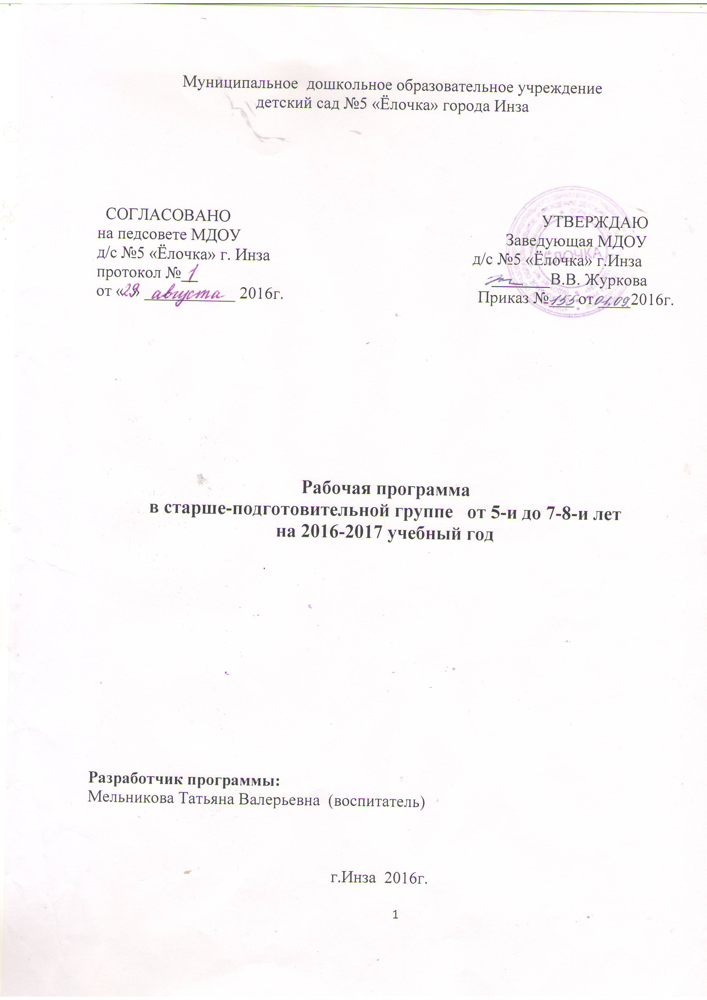 Муниципальное дошкольное образовательное учреждение
детский сад №5 «Ёлочка» города Инза
СОГЛАСОВАНО
на педсовете МДОУ
д/с №5 «Ёлочка» г. Инза
протокол № 1
от «29» августа 2016г.
УТВЕРЖДАЮ
Заведующая МДОУ
д/с №5 «Ёлочка» г.Инза
В.В. Журкова
Приказ №155 от 01.09.2016г.
ЁЛОЧКА
Рабочая программа
в старше-подготовительной группе от 5-и до 7-8-и лет
на 2016-2017 учебный год
Разработчик программы:
Мельникова Татьяна Валерьевна (воспитатель)
г.Инза 2016г.
1